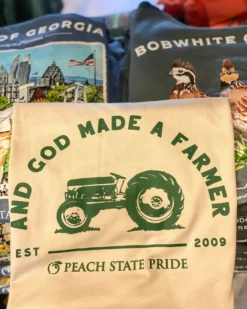 OF GEORGIA
BOBWHITE
AND GOD MADE A FARMER
EST 2009
PEACH STATE PRIDE